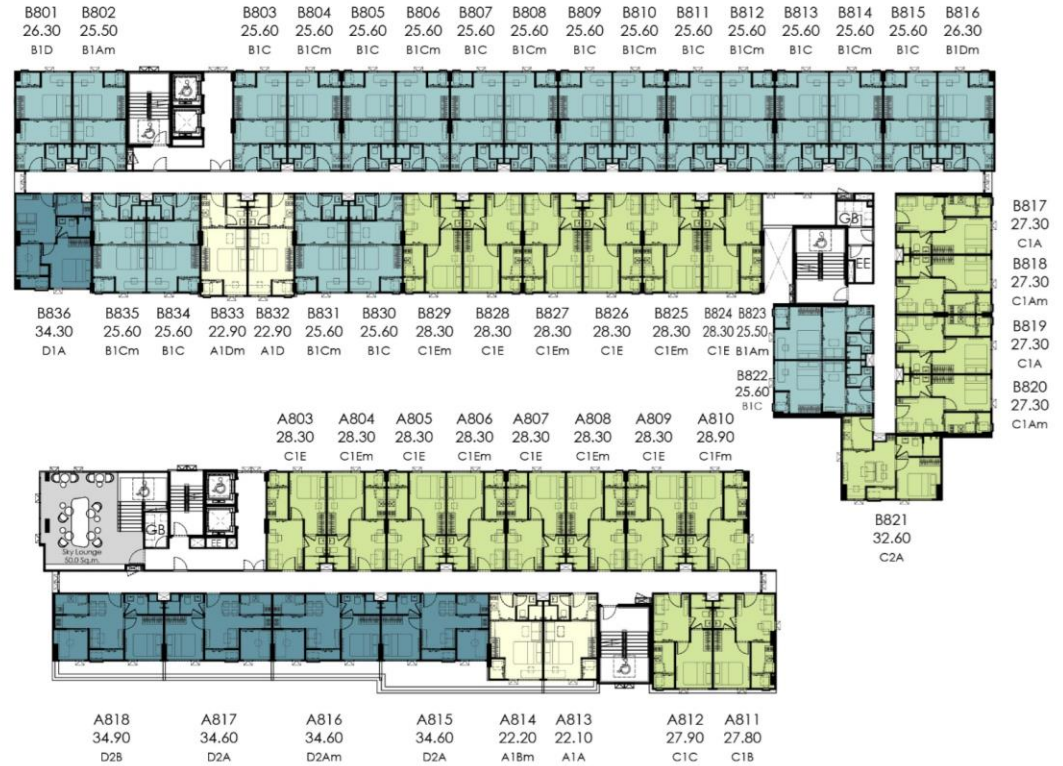 B801 B802 B803 B804 B805 B806 B807 B808 B809 B810 B811 B812 B813 B814 B815 B816
26.30 25.50 25.60 25.60 25.60 25.60 25.60 25.60 25.60 25.60 25.60 25.60 25.60 25.60 25.60 26.30
B1D B1Am B1C B1Cm B1C B1Cm B1C B1Cm B1C B1Cm B1C B1Cm B1C B1Cm B1C B1Dm
GB
EE
B817
27.30
C1A
B818
27.30
C1Am
B819
27.30
C1A
B820
27.30
C1Am
B836 B835 B834 B833 B832 B831 B830 B829 B828 B827 B826 B825 B824 B823
34.30 25.60 25.60 22.90 22.90 25.60 25.60 28.30 28.30 28.30 28.30 28.30 28.30 25.50
D1A B1Cm B1C A1Dm A1D B1Cm B1C C1Em C1E C1Em C1E C1Em C1E B1Am
B822
25.60
B1C
B821
32.60
C2A
A803 A804 A805 A806 A807 A808 A809 A810
28.30 28.30 28.30 28.30 28.30 28.30 28.30 28.90
C1E C1Em C1E C1Em C1E C1Em C1E C1Fm
GB
EE
Sky Lounge
50.0 Sq.m.
A818 A817 A816 A815 A814 A813 A812 A811
34.90 34.60 34.60 34.60 22.20 22.10 27.90 27.80
D2B D2A D2Am D2A A1Bm A1A C1C C1B